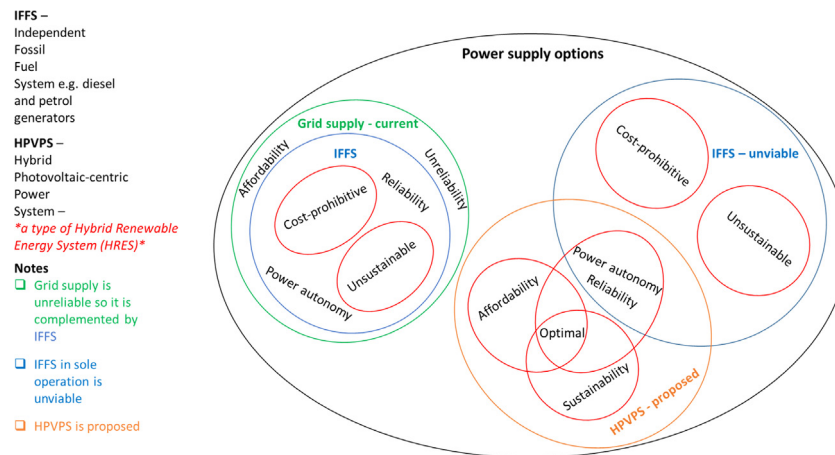 IFFS –
Independent
Fossil
Fuel
System e.g. diesel
and petrol
generators
HPVPS –
Hybrid
Photovoltaic-centric
Power
System –
*a type of Hybrid Renewable
Energy System (HRES)*
Notes
Grid supply is
unreliable so it is
complemented by
IFFS
IFFS in sole
operation is
unviable
HPVPS is proposed
Power supply options
Grid supply - current
Affordability
IFFS
Unreliability
Reliability
Cost-prohibitive
Unsustainable
Power autonomy
Cost-prohibitive
IFFS – unviable
Unsustainable
Power autonomy
Reliability
Affordability
Optimal
Sustainability
HPVPS - proposed